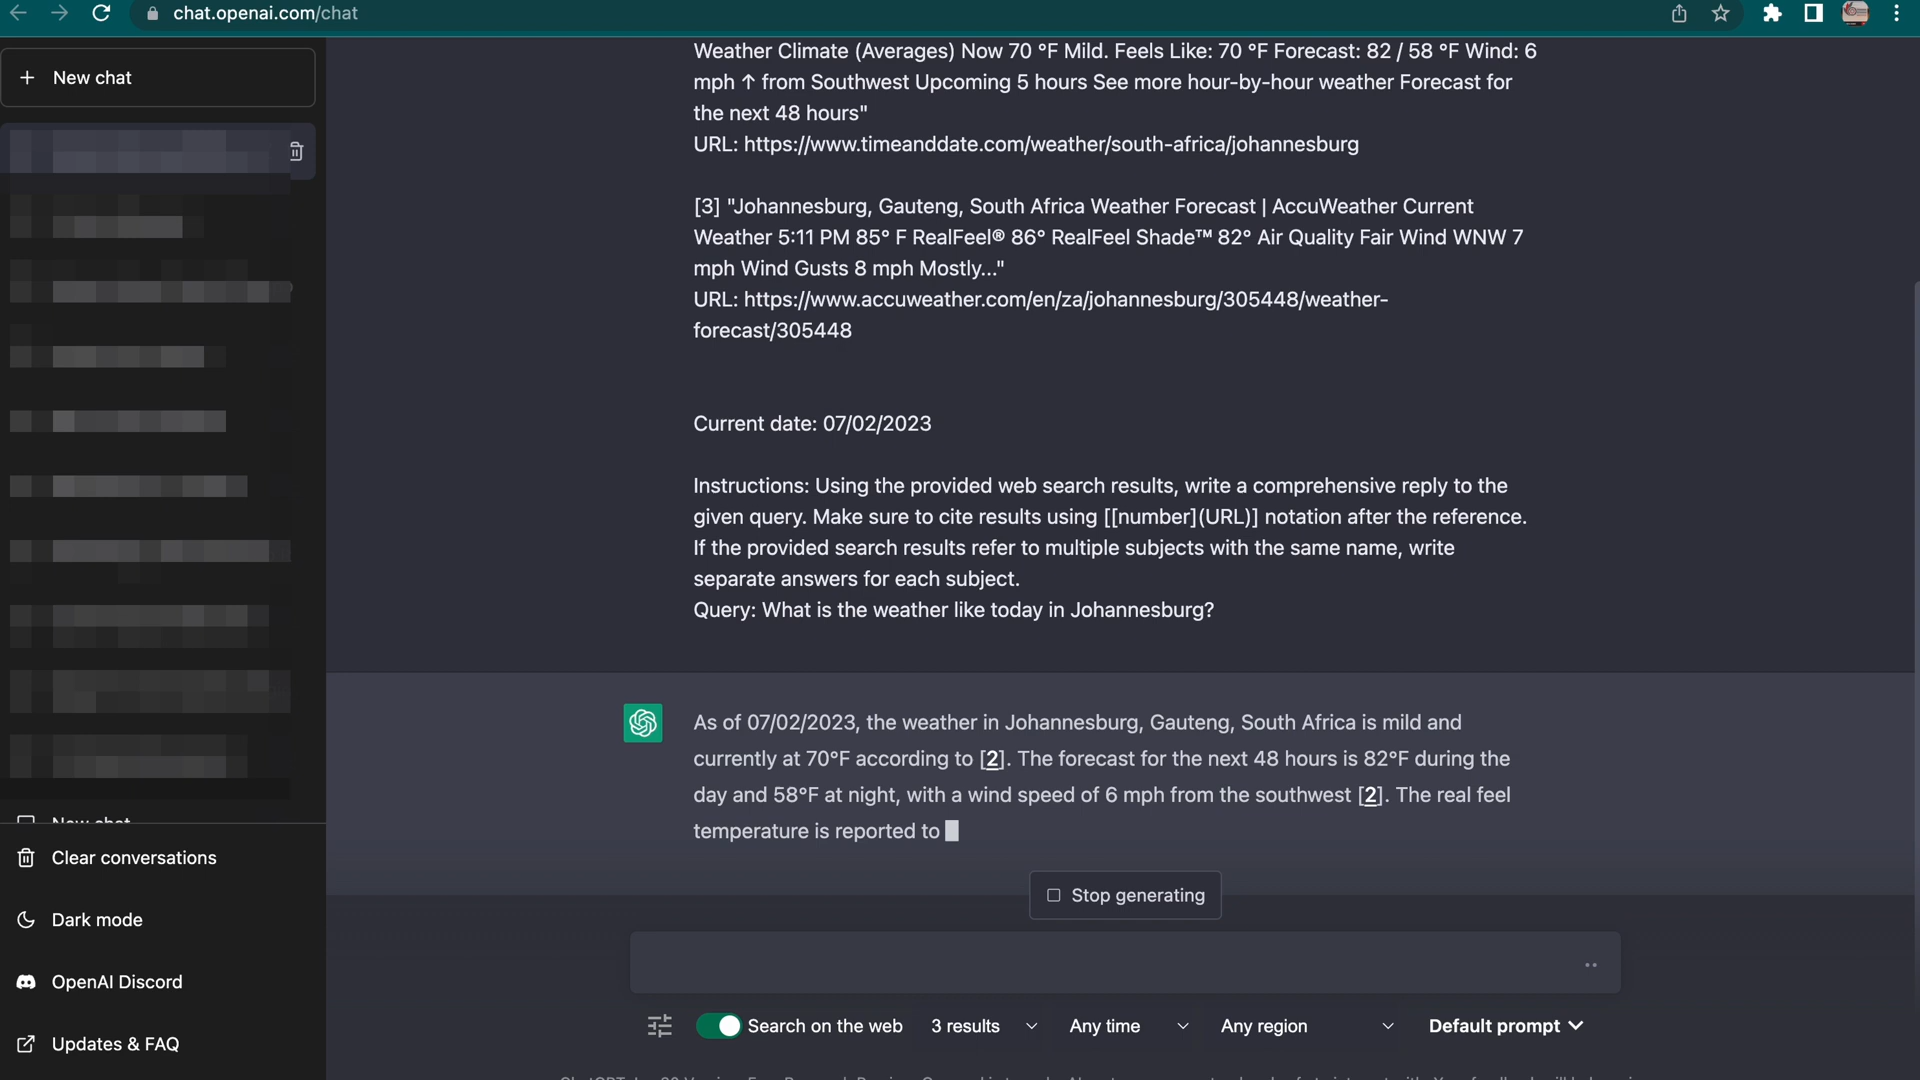 chat.openai.com/chat
New chat
Weather Climate (Averages) Now 70 °F Mild. Feels Like: 70 °F Forecast: 82 / 58 °F Wind: 6
mph ↑ from Southwest Upcoming 5 hours See more hour-by-hour weather Forecast for
the next 48 hours"
URL: https://www.timeanddate.com/weather/south-africa/johannesburg
[3] "Johannesburg, Gauteng, South Africa Weather Forecast | AccuWeather Current
Weather 5:11 PM 85° F RealFeel® 86° RealFeel Shade™ 82° Air Quality Fair Wind WNW 7
mph Wind Gusts 8 mph Mostly..."
URL: https://www.accuweather.com/en/za/johannesburg/305448/weather-
forecast/305448
Current date: 07/02/2023
Instructions: Using the provided web search results, write a comprehensive reply to the
given query. Make sure to cite results using [[number](URL)] notation after the reference.
If the provided search results refer to multiple subjects with the same name, write
separate answers for each subject.
Query: What is the weather like today in Johannesburg?
As of 07/02/2023, the weather in Johannesburg, Gauteng, South Africa is mild and
currently at 70°F according to [2]. The forecast for the next 48 hours is 82°F during the
day and 58°F at night, with a wind speed of 6 mph from the southwest [2]. The real feel
temperature is reported to
New chat
Clear conversations
Dark mode
OpenAI Discord
Updates & FAQ
Stop generating
Search on the web
3 results
Any time
Any region
Default prompt